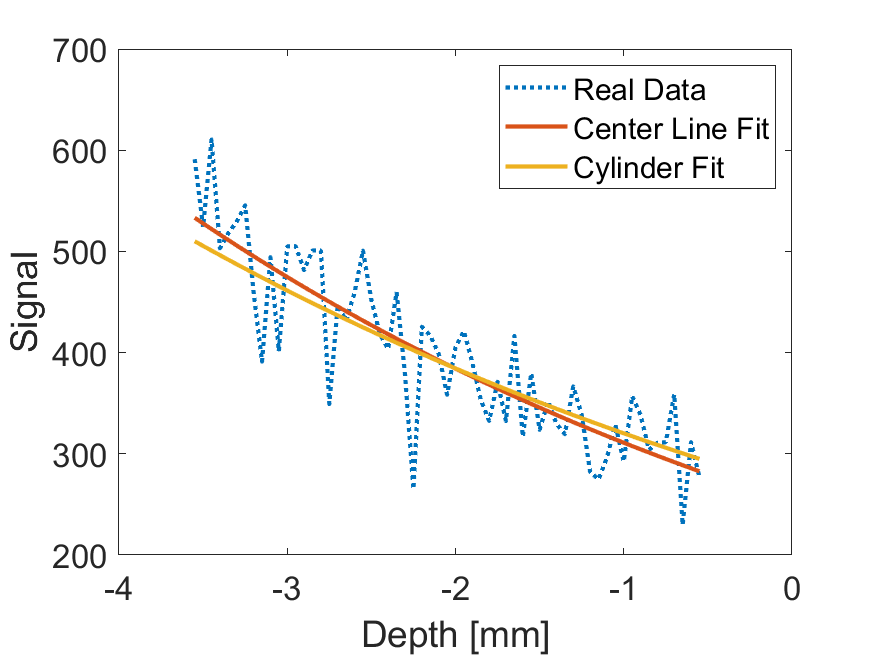 700
600
500
400
300
200
-4
-3
-2
-1
0
Signal
Depth [mm]
Real Data
Center Line Fit
Cylinder Fit